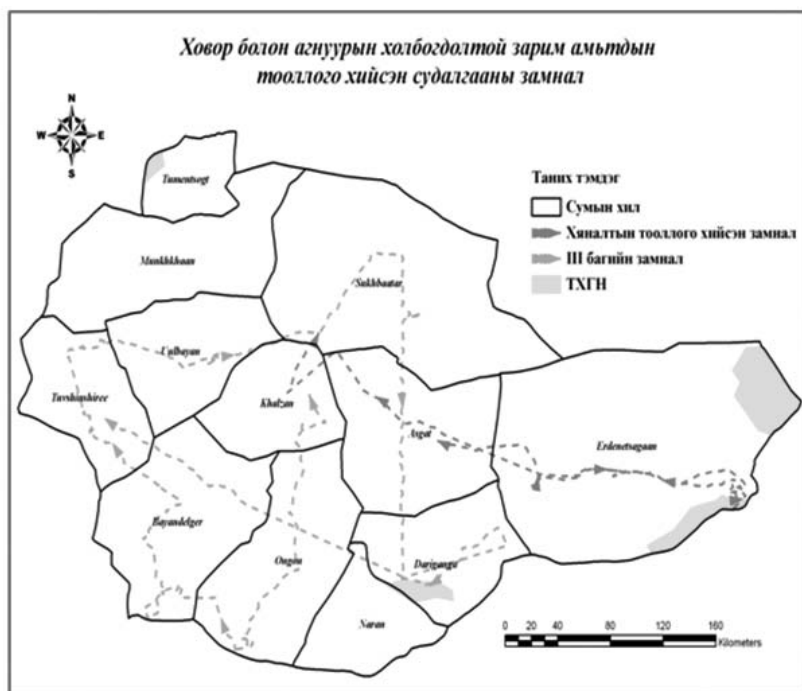 Ховор болон агнуурын холбогдолтой зарим амьтдын
тооллого хийсэн судалгааны замнал
N
W E
S
Таних тэмдэг
Сумын хил
Хяналтын тооллого хийсэн замнал
III багийн замнал
ТХГН
Tumentsogt
Munkhkhaan
Sukhbaatar
Uulbayan
Tuvshinshiree
Khalzan
Asgat
Erdenetsagaan
Bayandelger
Ongon
Dariganga
Naran
0 10 20 40 80 120 160
Kilometers